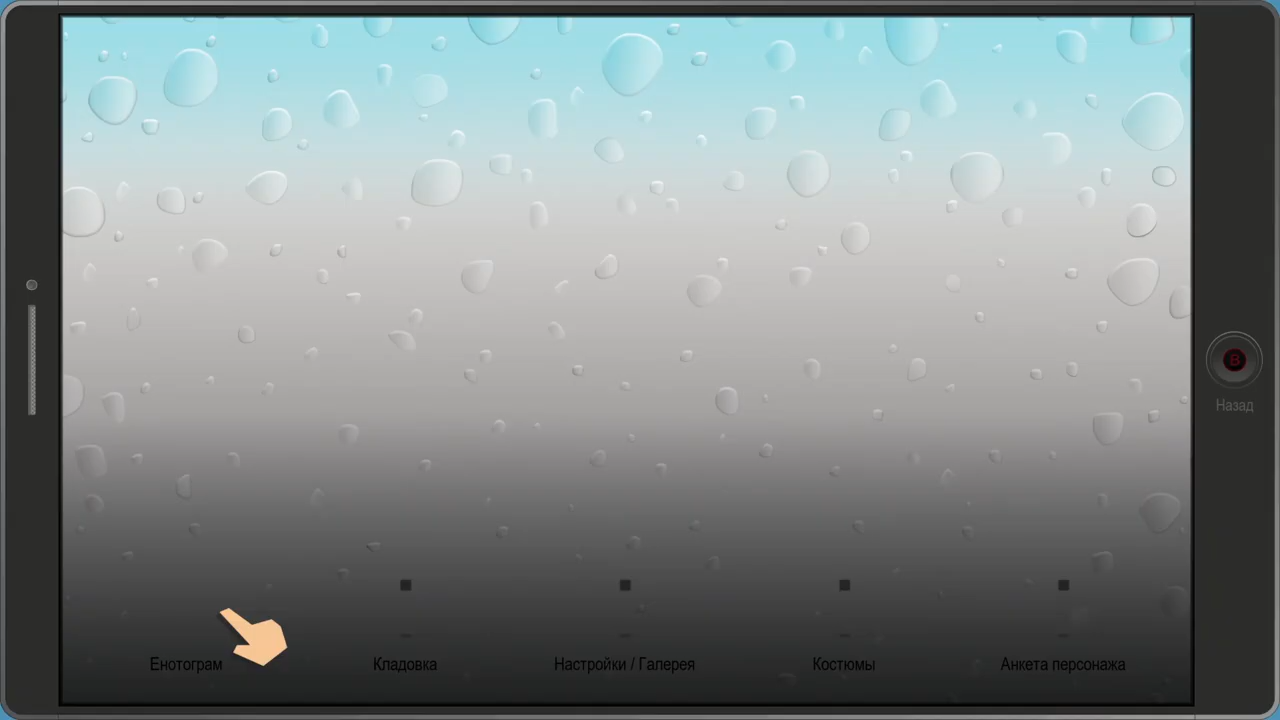 B
Назад
Енотограм
Кладовка
Настройки / Галерея
Костюмы
Анкета персонажа